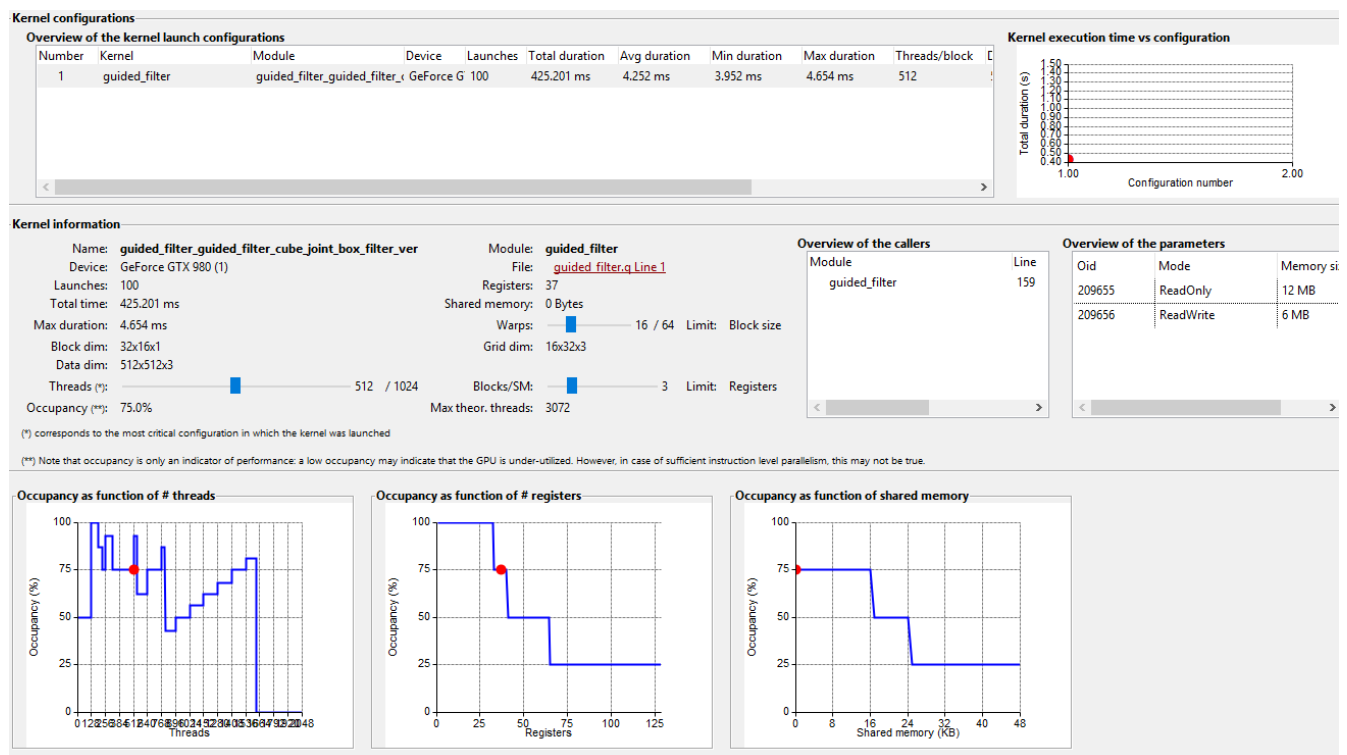 Kernel configurations
Overview of the kernel launch configurations
Number Kernel Module Device Launches Total duration Avg duration Min duration Max duration Threads/block
1 guided_filter guided_filter_guided_filter_ GeForce G 100 425.201 ms 4.252 ms 3.952 ms 4.654 ms 512
Kernel execution time vs configuration
Total duration (s)
1.50
1.40
1.30
1.20
1.10
1.00
0.90
0.80
0.70
0.60
0.50
0.40
1.00 2.00
Configuration number
Kernel information
Name: guided_filter_guided_filter_cube_joint_box_filter_ver Module: guided_filter
Device: GeForce GTX 980 (1) File: guided_filter.q Line 1
Launches: 100 Registers: 37
Total time: 425.201 ms Shared memory: 0 Bytes
Max duration: 4.654 ms Warps: 16 / 64 Limit: Block size
Block dim: 32x16x1 Grid dim: 16x32x3
Data dim: 512x512x3
Threads (*): 512 / 1024 Blocks/SM: 3 Limit: Registers
Occupancy (**): 75.0% Max theor. threads: 3072
(*) corresponds to the most critical configuration in which the kernel was launched
(**) Note that occupancy is only an indicator of performance: a low occupancy may indicate that the GPU is under-utilized. However, in case of sufficient instruction level parallelism, this may not be true.
Overview of the callers
Module Line
guided_filter 159
Overview of the parameters
Oid Mode Memory si
209655 ReadOnly 12 MB
209656 ReadWrite 6 MB
Occupancy as function of # threads
Occupancy (%)
100
75
50
25
0
Threads
Occupancy as function of # registers
Occupancy (%)
100
75
50
25
0
0 25 50 75 100 125
Registers
Occupancy as function of shared memory
Occupancy (%)
100
75
50
25
0
0 8 16 24 32 40 48
Shared memory (KB)